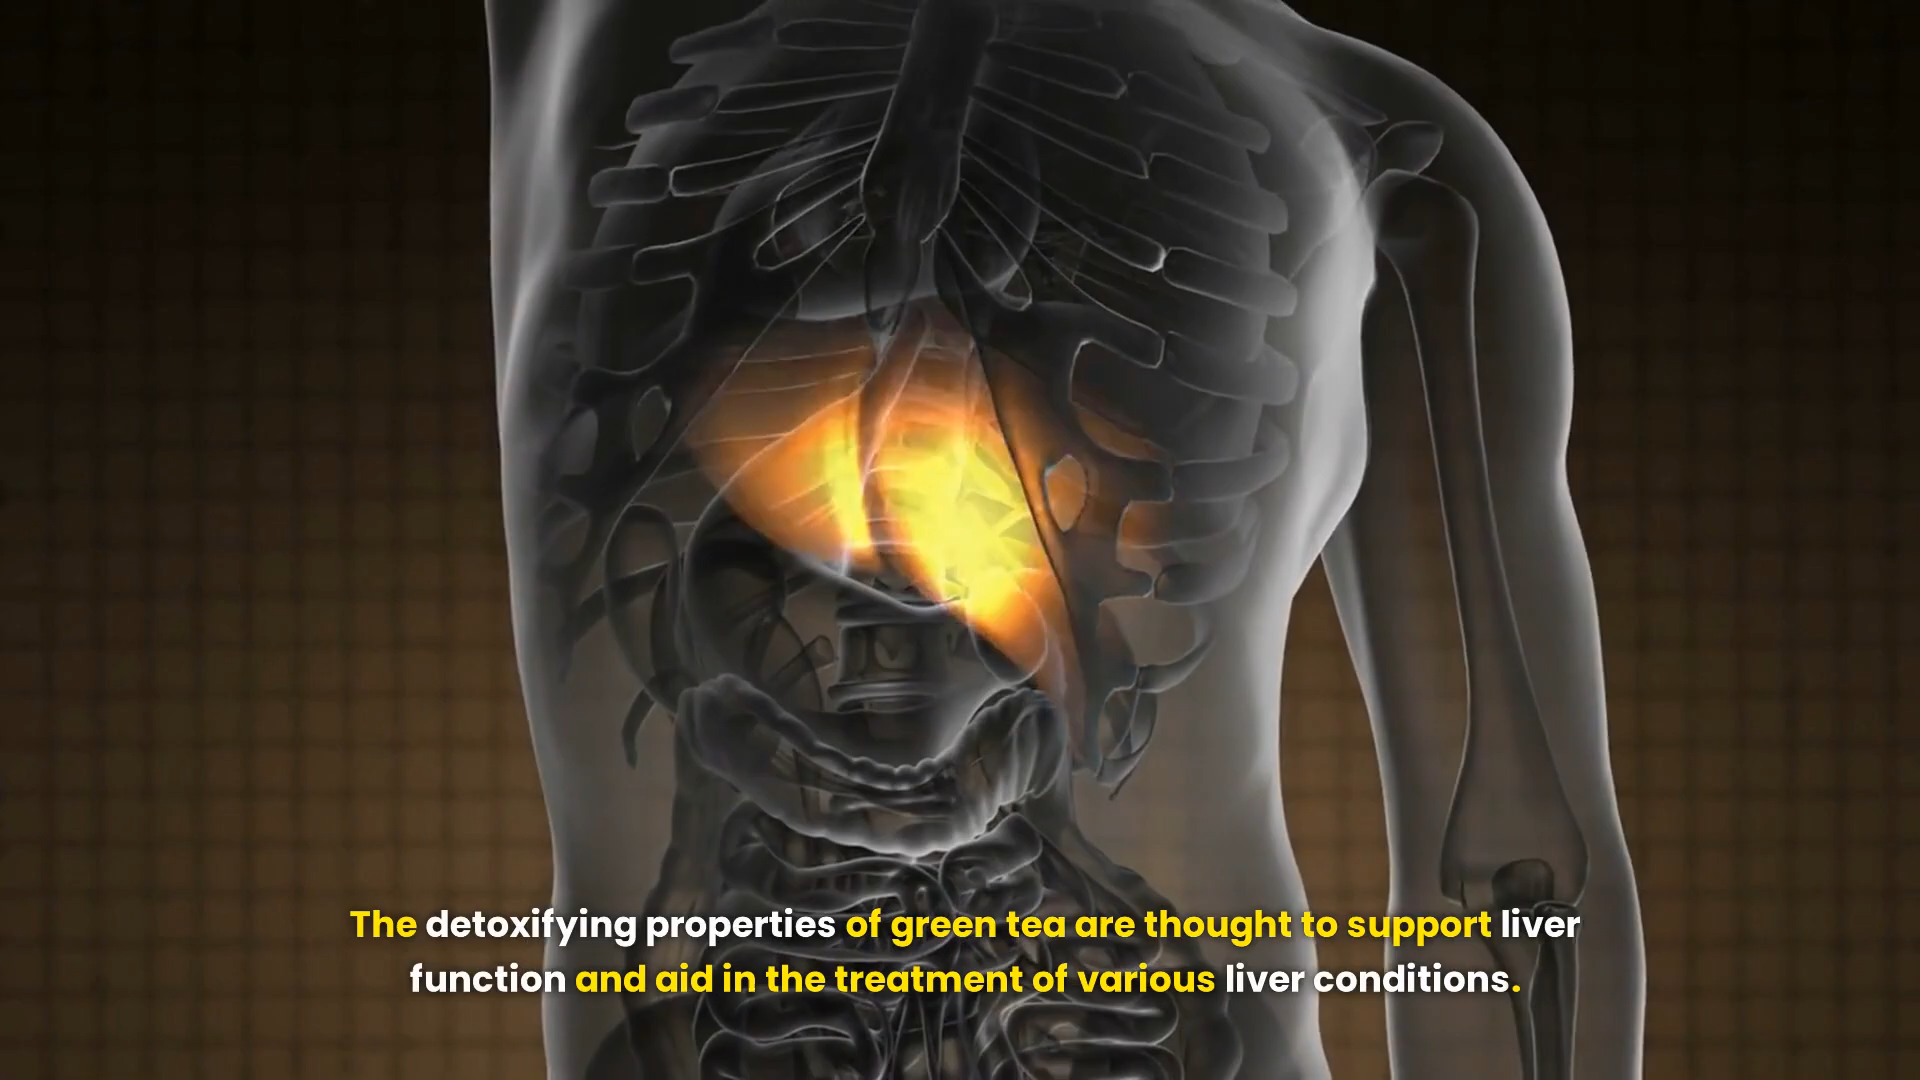 The detoxifying properties of green tea are thought to support liver
function and aid in the treatment of various liver conditions.